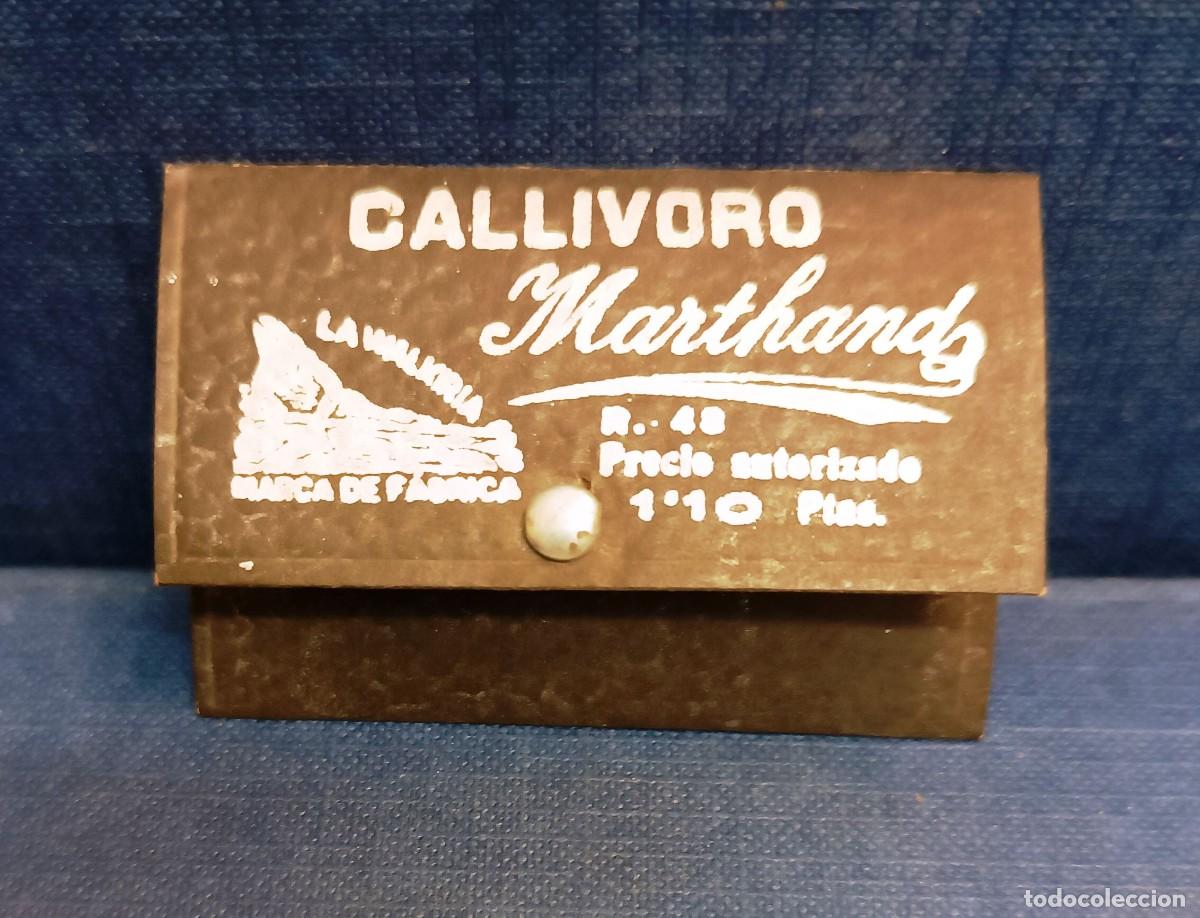 CALLIVORO
Marthand
LA WALKIRIA
MARCA DE FABRICA
R.- 48
Precio autorizado
1'10 Ptas.
todocoleccion